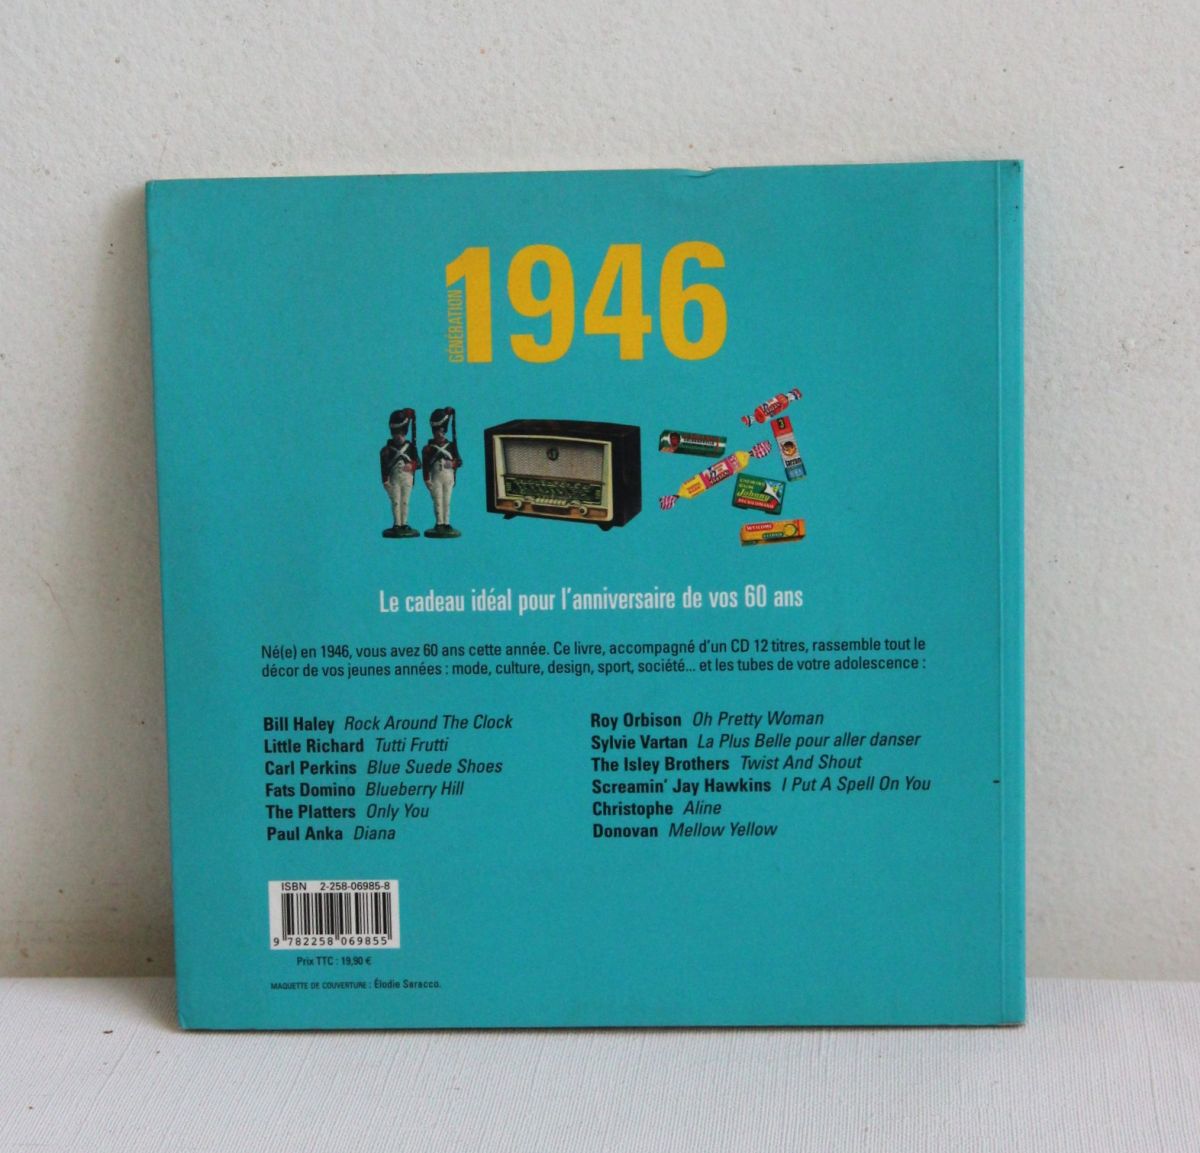 GÉNÉRATION
1946
CHEWING
GUM
Johnny
WELCOME
Le cadeau idéal pour l'anniversaire de vos 60 ans
Né(e) en 1946, vous avez 60 ans cette année. Ce livre, accompagné d'un CD 12 titres, rassemble tout le
décor de vos jeunes années : mode, culture, design, sport, société... et les tubes de votre adolescence :
Bill Haley Rock Around The Clock
Little Richard Tutti Frutti
Carl Perkins Blue Suede Shoes
Fats Domino Blueberry Hill
The Platters Only You
Paul Anka Diana
Roy Orbison Oh Pretty Woman
Sylvie Vartan La Plus Belle pour aller danser
The Isley Brothers Twist And Shout
Screamin' Jay Hawkins I Put A Spell On You
Christophe Aline
Donovan Mellow Yellow
ISBN 2-258-06985-8
9 782258 069855
Prix TTC : 19,90 €
MAQUETTE DE COUVERTURE : Élodie Saracco.